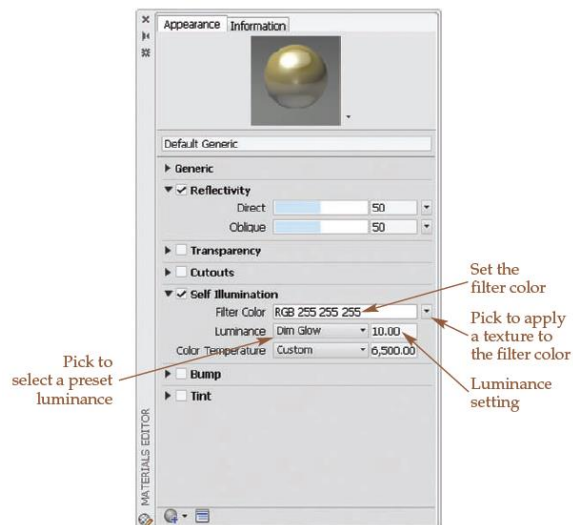 Appearance Information
Default Generic
Generic
Reflectivity
Direct 50
Oblique 50
Transparency
Cutouts
Self Illumination
Filter Color RGB 255 255 255
Luminance Dim Glow 10.00
Color Temperature Custom 6,500.00
Bump
Tint
MATERIALS EDITOR
Set the
filter color
Pick to apply
a texture to
the filter color
Luminance
setting
Pick to
select a preset
luminance